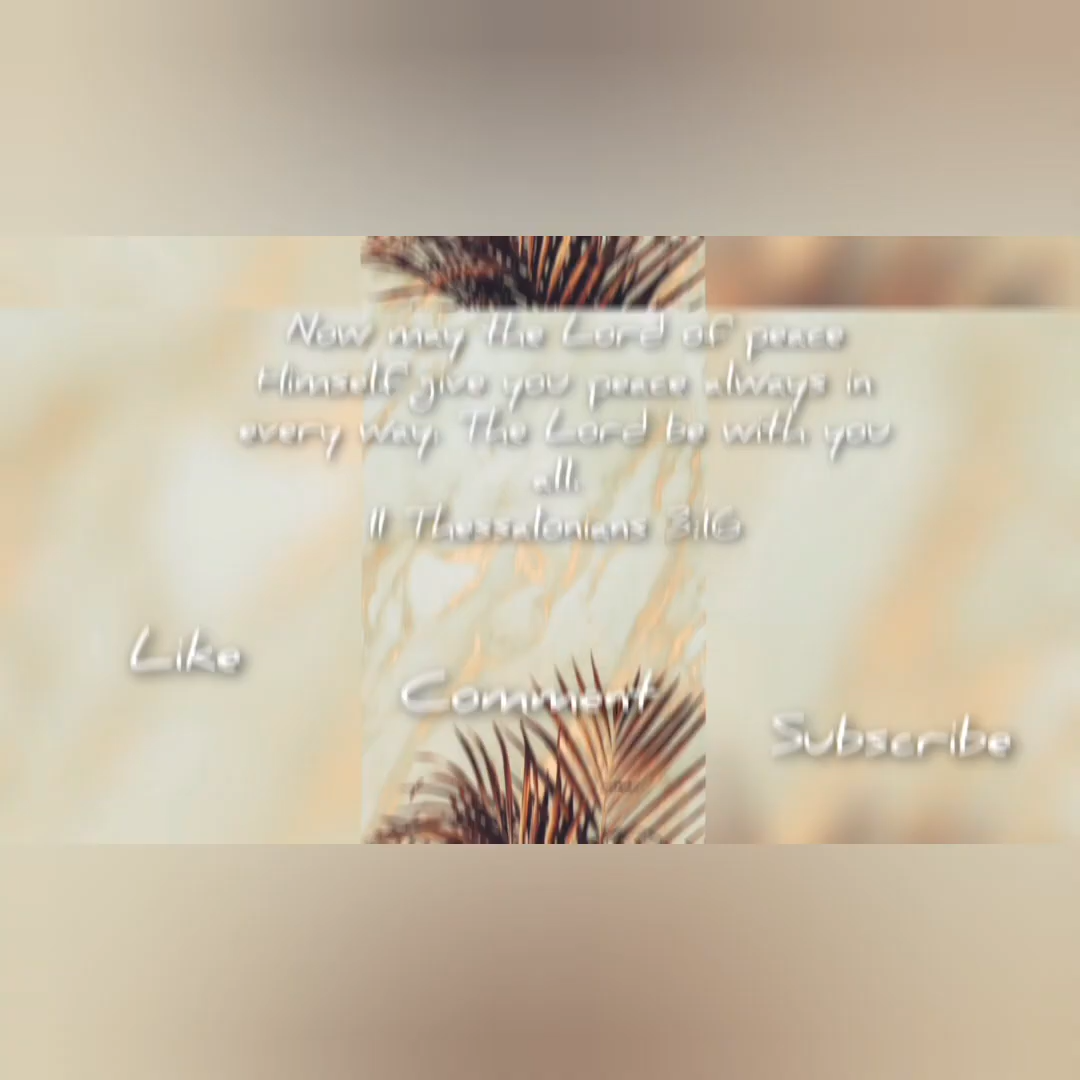 Now may the Lord of peace
Himself give you peace always in
every way. The Lord be with you
all.
II Thessalonians 3:16
Like
Comment
Subscribe